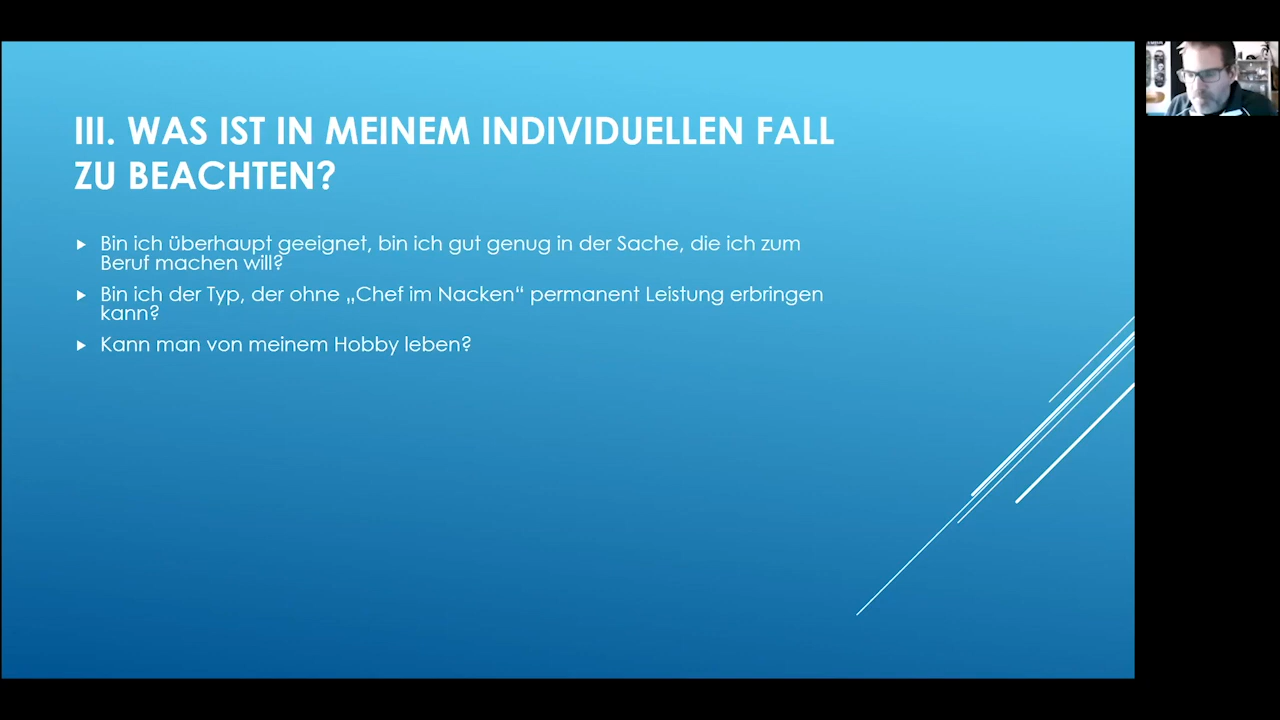 III. WAS IST IN MEINEM INDIVIDUELLEN FALL
ZU BEACHTEN?
Bin ich überhaupt geeignet, bin ich gut genug in der Sache, die ich zum
Beruf machen will?
Bin ich der Typ, der ohne „Chef im Nacken“ permanent Leistung erbringen
kann?
Kann man von meinem Hobby leben?